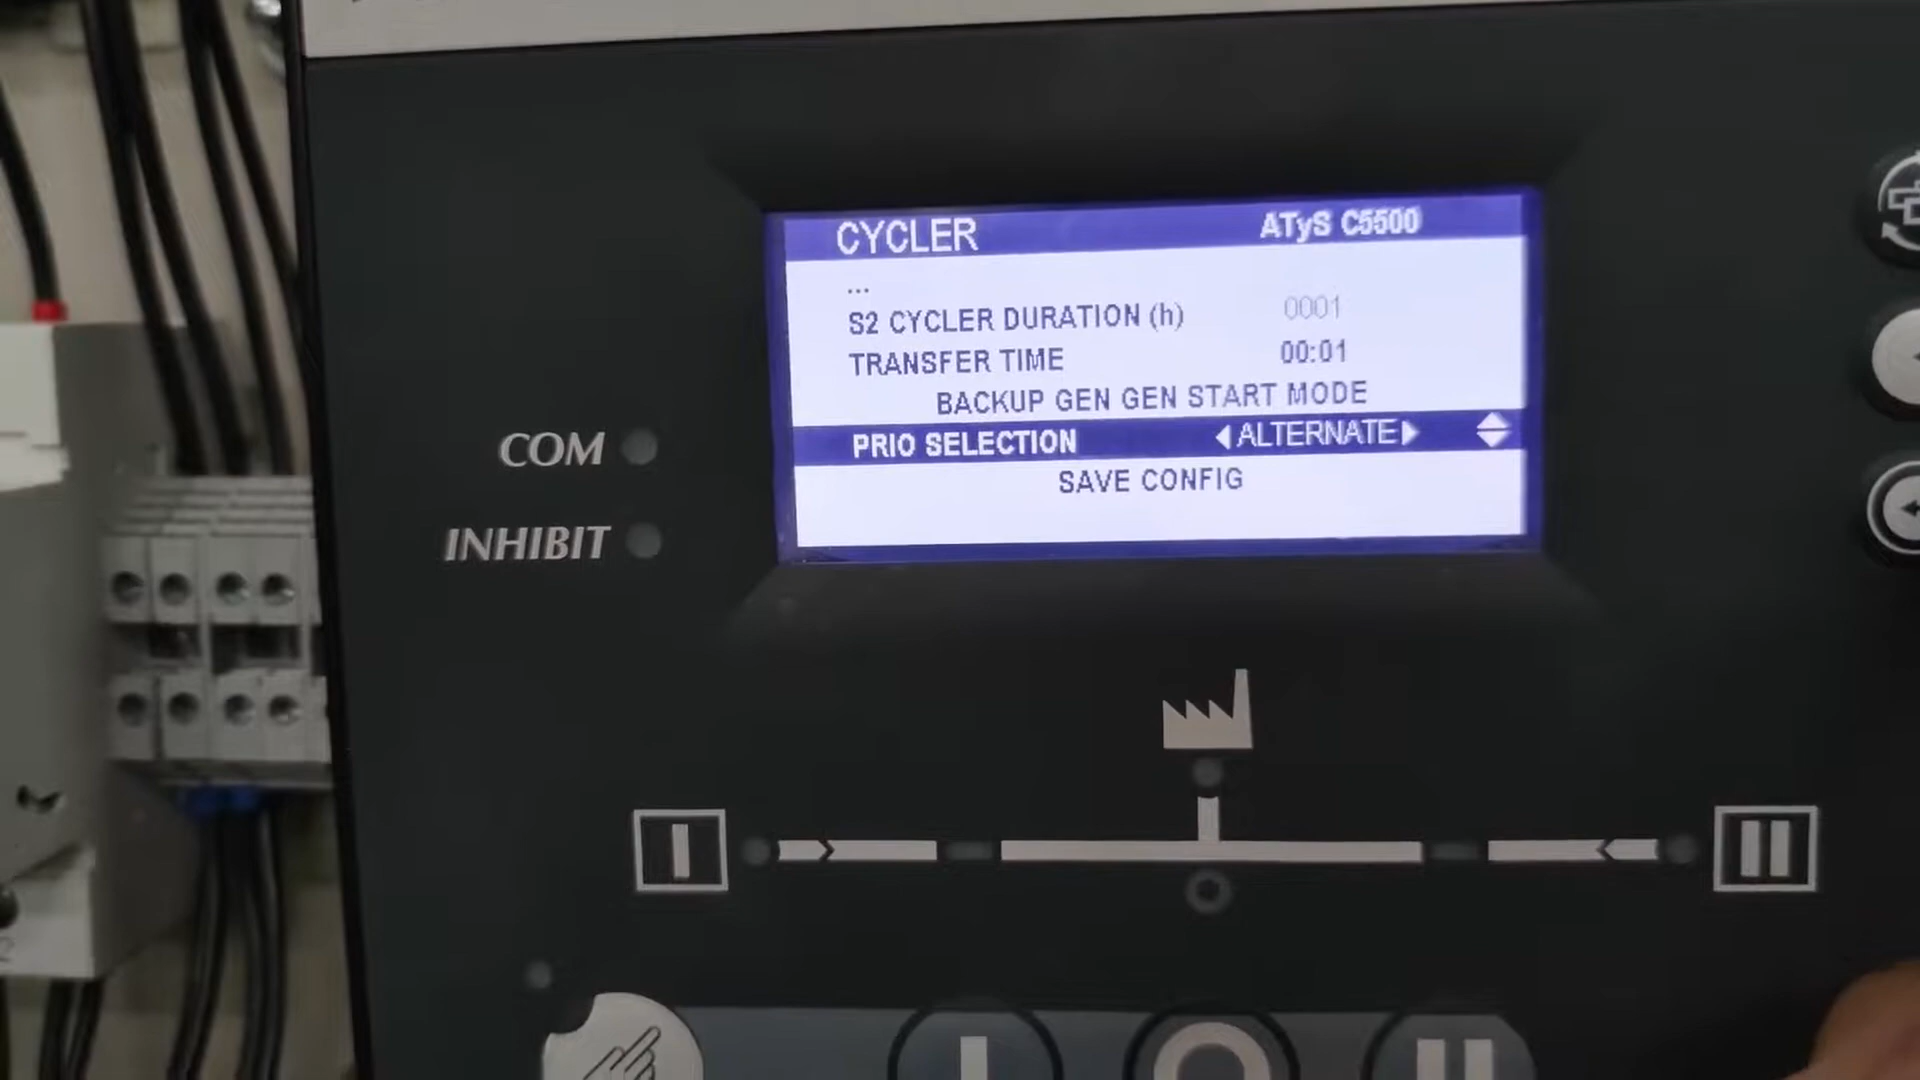 CYCLER ATyS C5500
...
S2 CYCLER DURATION (h) 0001
TRANSFER TIME 00:01
BACKUP GEN GEN START MODE
PRIO SELECTION ALTERNATE
SAVE CONFIG
COM
INHIBIT
I II
I O II